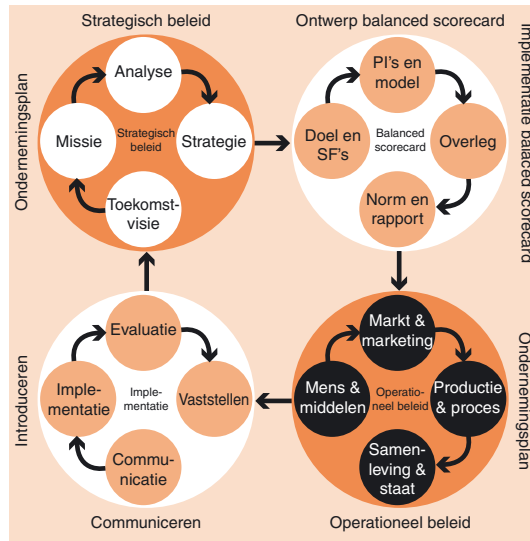 Strategisch beleid
Ontwerp balanced scorecard
Ondernemingsplan
Analyse
Missie
Strategisch
beleid
Strategie
Toekomst-
visie
PI's en
model
Doel en
SF's
Balanced
scorecard
Overleg
Norm en
rapport
Implementatie balanced scorecard
Introduceren
Evaluatie
Imple-
mentatie
Imple-
mentatie
Vaststellen
Commu-
nicatie
Markt &
marketing
Mens &
middelen
Operatio-
neel beleid
Productie
& proces
Samen-
leving &
staat
Ondernemingsplan
Communiceren
Operationeel beleid